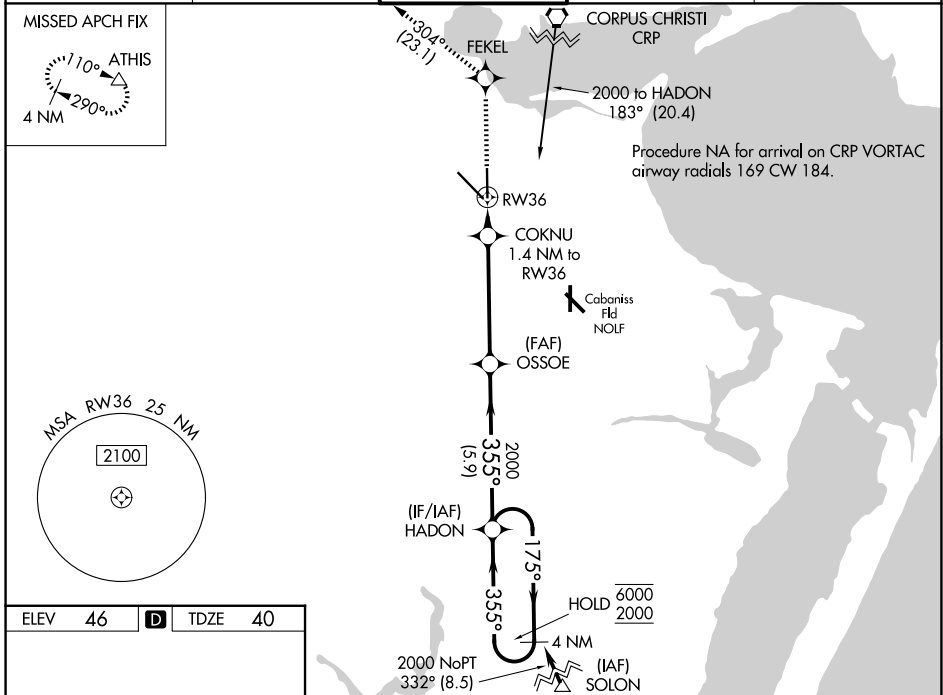 MISSED APCH FIX
110°
ATHIS
290°
4 NM
304°
(23.1)
FEKEL
CORPUS CHRISTI
CRP
2000 to HADON
183° (20.4)
Procedure NA for arrival on CRP VORTAC
airway radials 169 CW 184.
RW36
COKNU
1.4 NM to
RW36
Cabaniss
Fld
NOLF
(FAF)
OSSOE
MSA RW36 25 NM
2100
2000
355°
(5.9)
(IF/IAF)
HADON
175°
355°
HOLD
6000
2000
4 NM
2000 NoPT
332° (8.5)
(IAF)
SOLON
ELEV 46 D TDZE 40